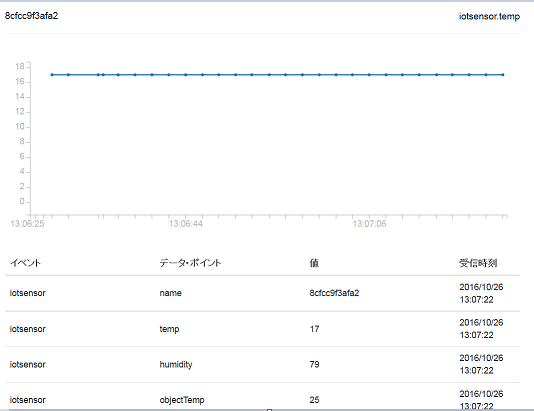 8cfcc9f3afa2 iotsensor.temp
18
16
14
12
10
8
6
4
2
0
13:06:25 13:06:44 13:07:06
イベント データ・ポイント 値 受信時刻
iotsensor name 8cfcc9f3afa2 2016/10/26
13:07:22
iotsensor temp 17 2016/10/26
13:07:22
iotsensor humidity 79 2016/10/26
13:07:22
iotsensor objectTemp 25 2016/10/26
13:07:22